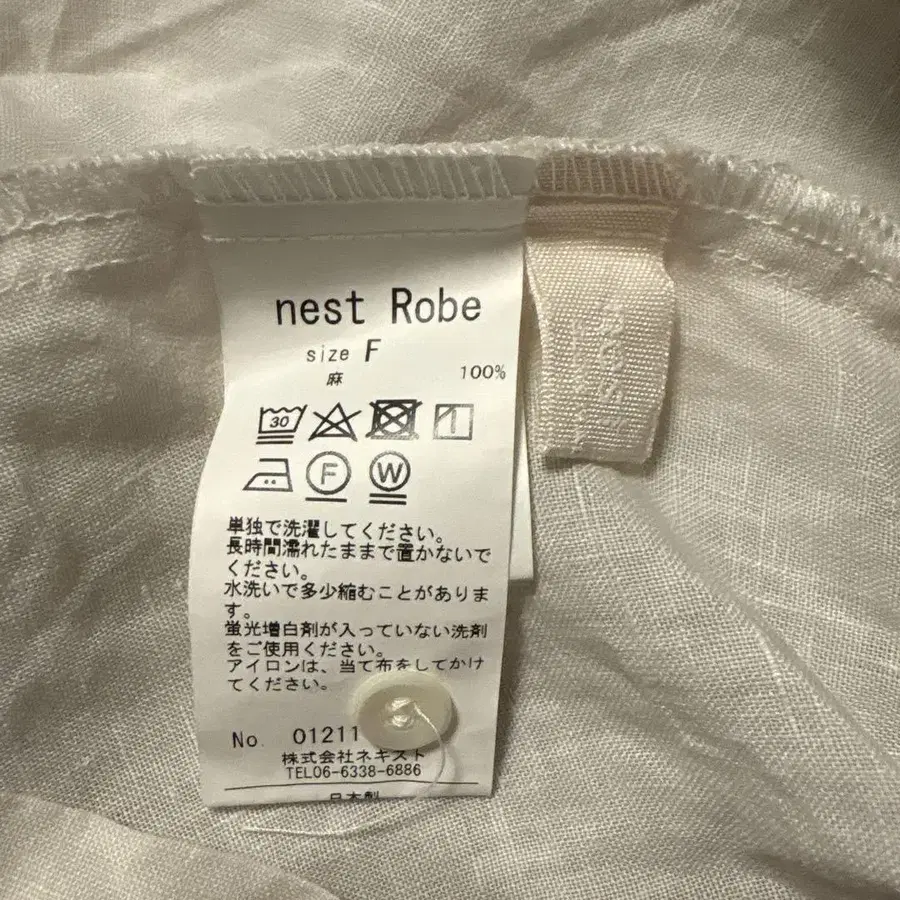 nest Robe
size F
麻 100%
30
F W
単独で洗濯してください。
長時間濡れたままで置かないで
ください。
水洗いで多少縮むことがありま
す。
蛍光増白剤が入っていない洗剤
をご使用ください。
アイロンは、当て布をしてかけ
てください。
No. 01211
株式会社ネキスト
TEL06-6338-6886
日本製